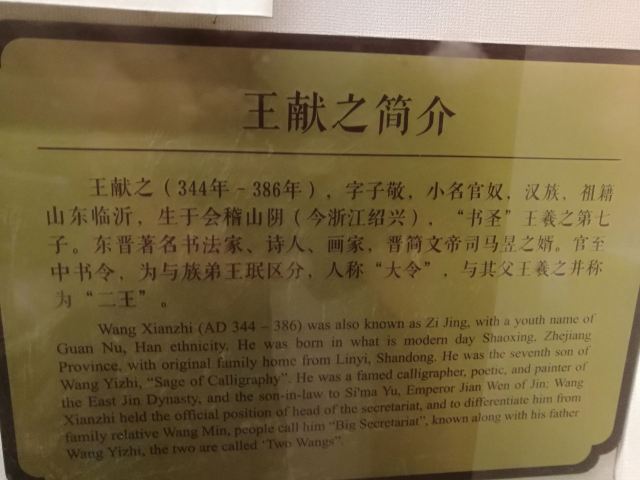 王献之简介
王献之（344年－386年），字子敬，小名官奴，汉族，祖籍
山东临沂，生于会稽山阴（今浙江绍兴），“书圣”王羲之第七
子。东晋著名书法家、诗人、画家，晋简文帝司马昱之婿。官至
中书令，为与族弟王珉区分，人称“大令”，与其父王羲之并称
为“二王”。
Wang Xianzhi (AD 344 – 386) was also known as Zi Jing, with a youth name of
Guan Nu, Han ethnicity. He was born in what is modern day Shaoxing, Zhejiang
Province, with original family home from Linyi, Shandong. He was the seventh son of
Wang Yizhi, “Sage of Calligraphy”. He was a famed calligrapher, poetic, and painter of
the East Jin Dynasty, and the son-in-law to Si'ma Yu, Emperor Jian Wen of Jin; Wang
Xianzhi held the official position of head of the secretariat, and to differentiate him from
family relative Wang Min, people call him “Big Secretariat”, known along with his father
Wang Yizhi, the two are called ‘Two Wangs”